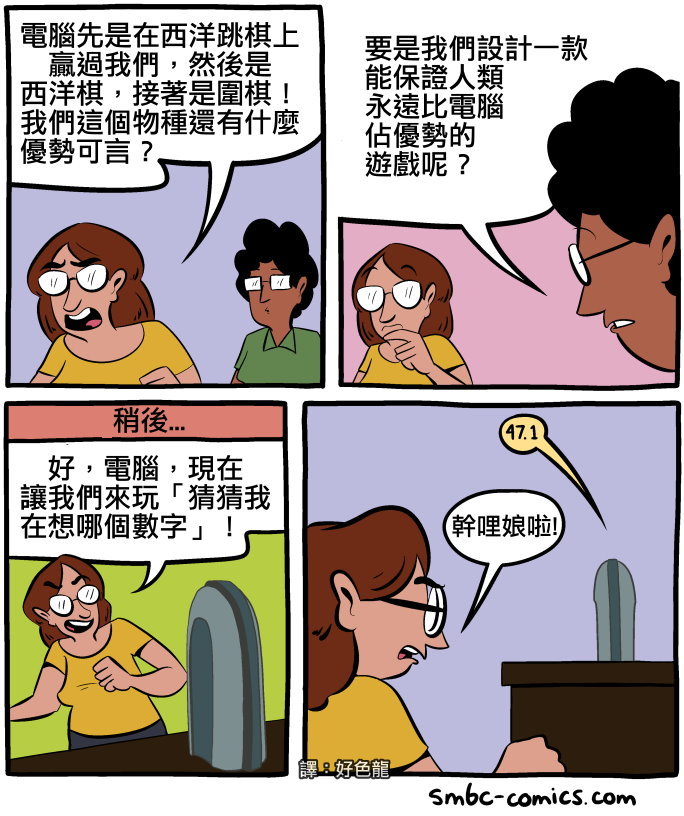 電腦先是在西洋跳棋上
贏過我們，然後是
西洋棋，接著是圍棋！
我們這個物種還有什麼
優勢可言？
要是我們設計一款
能保證人類
永遠比電腦
佔優勢的
遊戲呢？
稍後...
好，電腦，現在
讓我們來玩「猜猜我
在想哪個數字」！
47.1
幹哩娘啦!
譯：好色龍
smbc-comics.com